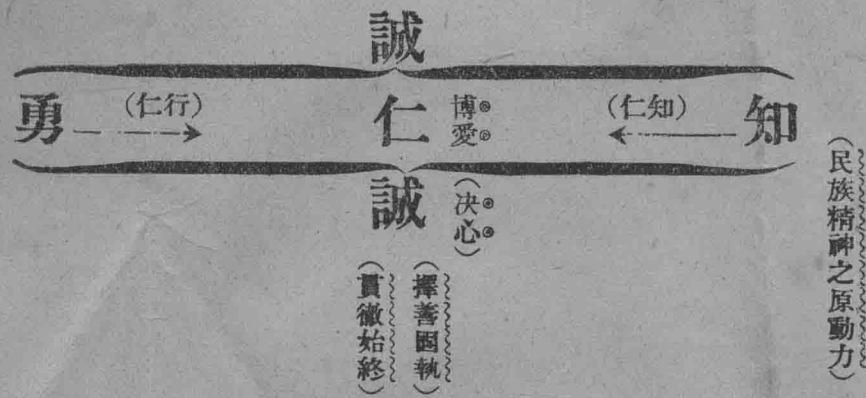 (民族精神之原動力)
誠
知
(仁知)
博愛
仁
(仁行)
勇
誠
(决心)
(擇善固執)
(貫徹始終)